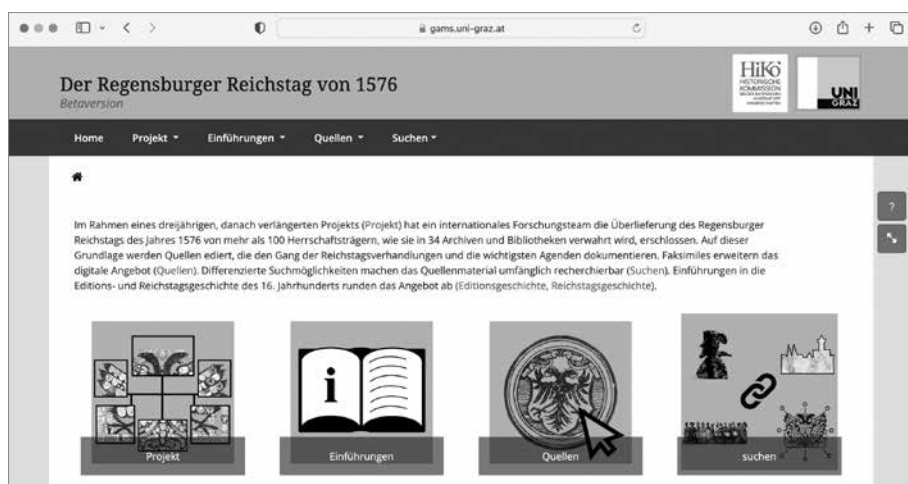 gams.uni-graz.at
Der Regensburger Reichstag von 1576
Betaversion
HiKo
HISTORISCHE
KOMMISSION
UNI
GRAZ
Home Projekt Einführungen Quellen Suchen
Im Rahmen eines dreijährigen, danach verlängerten Projekts (Projekt) hat ein internationales Forschungsteam die Überlieferung des Regensburger
Reichstags des Jahres 1576 von mehr als 100 Herrschaftsträgern, wie sie in 34 Archiven und Bibliotheken verwahrt wird, erschlossen. Auf dieser
Grundlage werden Quellen ediert, die den Gang der Reichstagsverhandlungen und die wichtigsten Agenden dokumentieren. Faksimiles erweitern das
digitale Angebot (Quellen). Differenzierte Suchmöglichkeiten machen das Quellenmaterial umfänglich recherchierbar (Suchen). Einführungen in die
Editions- und Reichstagsgeschichte des 16. Jahrhunderts runden das Angebot ab (Editionsgeschichte, Reichstagsgeschichte).
?
i
Projekt
Einführungen
Quellen
suchen